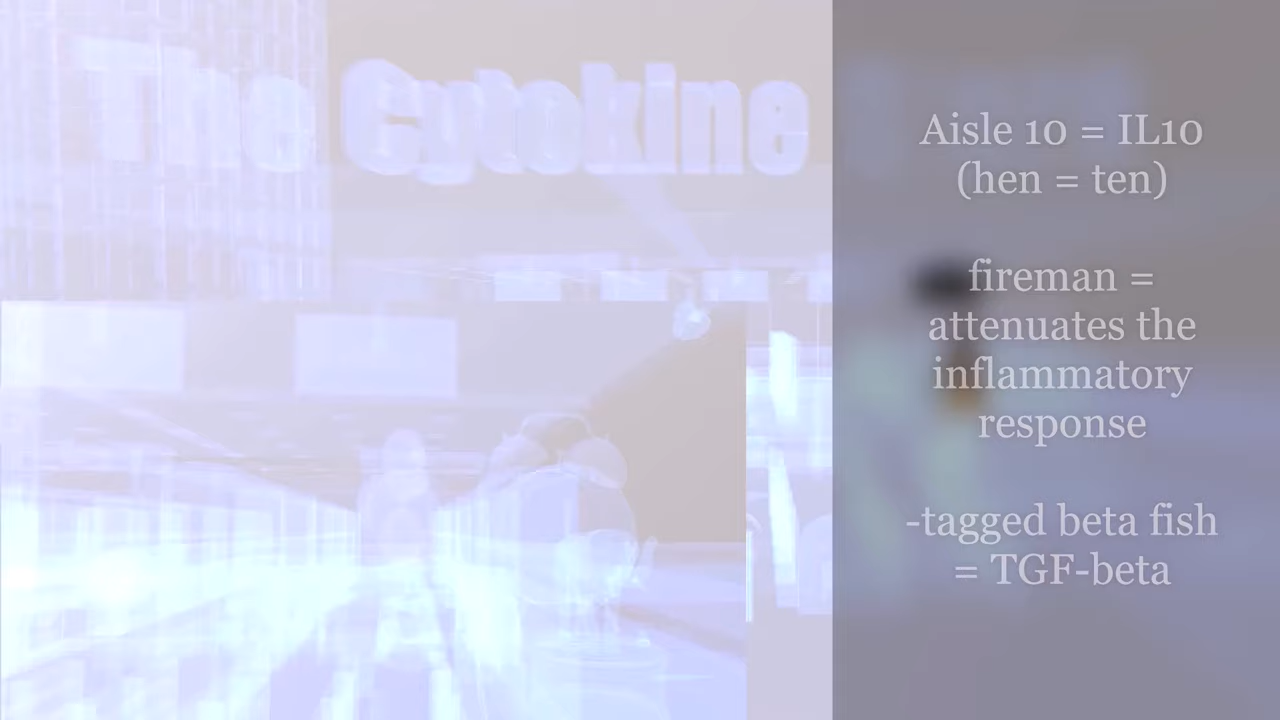 The Cytokine
Aisle 10 = IL10
(hen = ten)
fireman =
attenuates the
inflammatory
response
-tagged beta fish
= TGF-beta